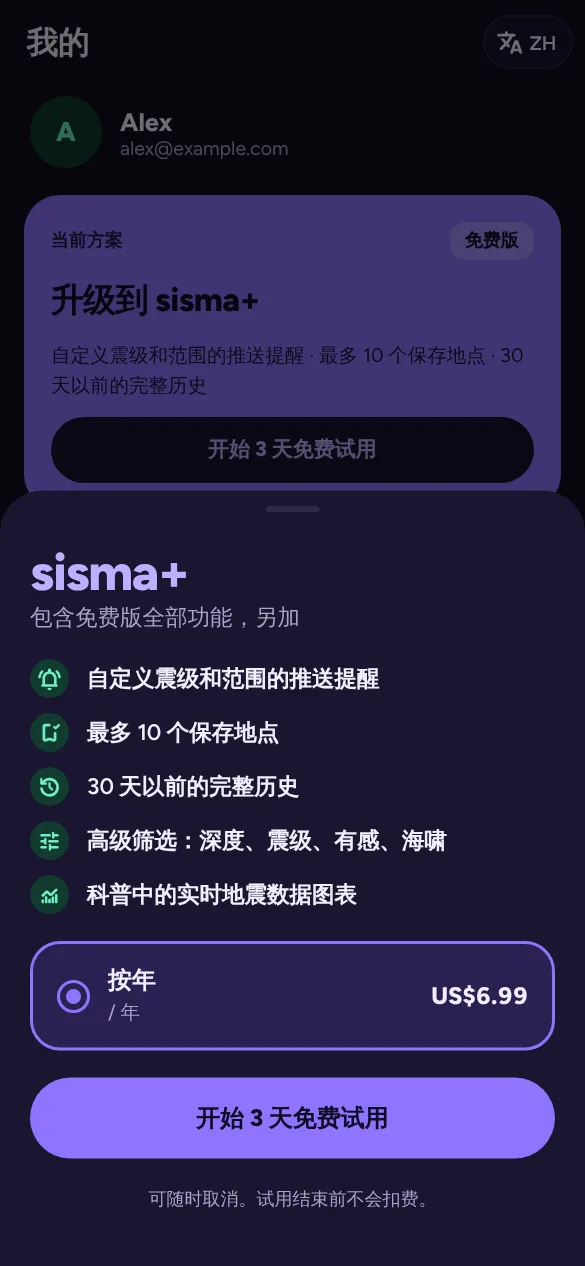 我的
ZH
A
Alex
alex@example.com
当前方案
免费版
升级到 sisma+
自定义震级和范围的推送提醒 · 最多 10 个保存地点 · 30
天以前的完整历史
开始 3 天免费试用
sisma+
包含免费版全部功能，另加
自定义震级和范围的推送提醒
最多 10 个保存地点
30 天以前的完整历史
高级筛选：深度、震级、有感、海啸
科普中的实时地震数据图表
按年
/ 年
US$6.99
开始 3 天免费试用
可随时取消。试用结束前不会扣费。